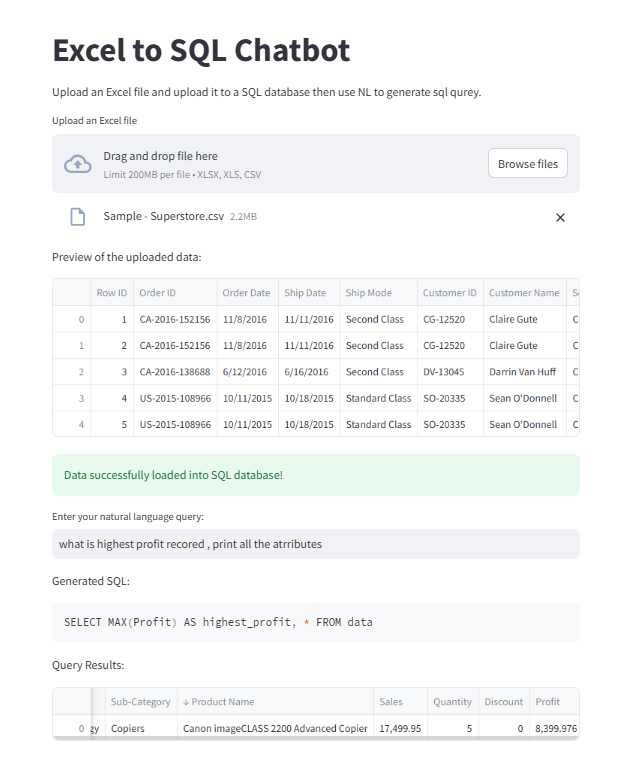 Excel to SQL Chatbot
Upload an Excel file and upload it to a SQL database then use NL to generate sql qurey.
Upload an Excel file
Drag and drop file here
Limit 200MB per file • XLSX, XLS, CSV
Browse files
Sample - Superstore.csv 2.2MB
Preview of the uploaded data:
Row ID Order ID Order Date Ship Date Ship Mode Customer ID Customer Name
0 1 CA-2016-152156 11/8/2016 11/11/2016 Second Class CG-12520 Claire Gute C
1 2 CA-2016-152156 11/8/2016 11/11/2016 Second Class CG-12520 Claire Gute C
2 3 CA-2016-138688 6/12/2016 6/16/2016 Second Class DV-13045 Darrin Van Huff C
3 4 US-2015-108966 10/11/2015 10/18/2015 Standard Class SO-20335 Sean O'Donnell C
4 5 US-2015-108966 10/11/2015 10/18/2015 Standard Class SO-20335 Sean O'Donnell C
Data successfully loaded into SQL database!
Enter your natural language query:
what is highest profit recored , print all the atrributes
Generated SQL:
SELECT MAX(Profit) AS highest_profit, * FROM data
Query Results:
Sub-Category ↓ Product Name Sales Quantity Discount Profit
0 gy Copiers Canon imageCLASS 2200 Advanced Copier 17,499.95 5 0 8,399.976